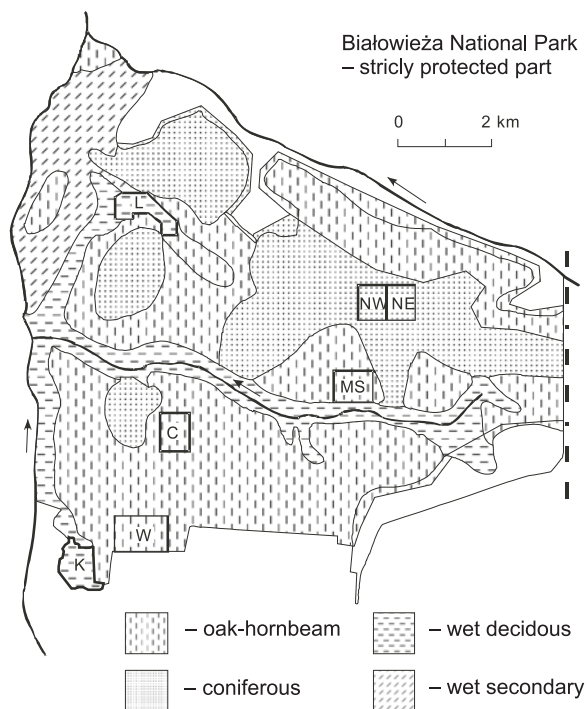 Białowieża National Park
– stricly protected part
0 2 km
L
NW NE
MS
C
W
K
– oak-hornbeam
– wet decidous
– coniferous
– wet secondary